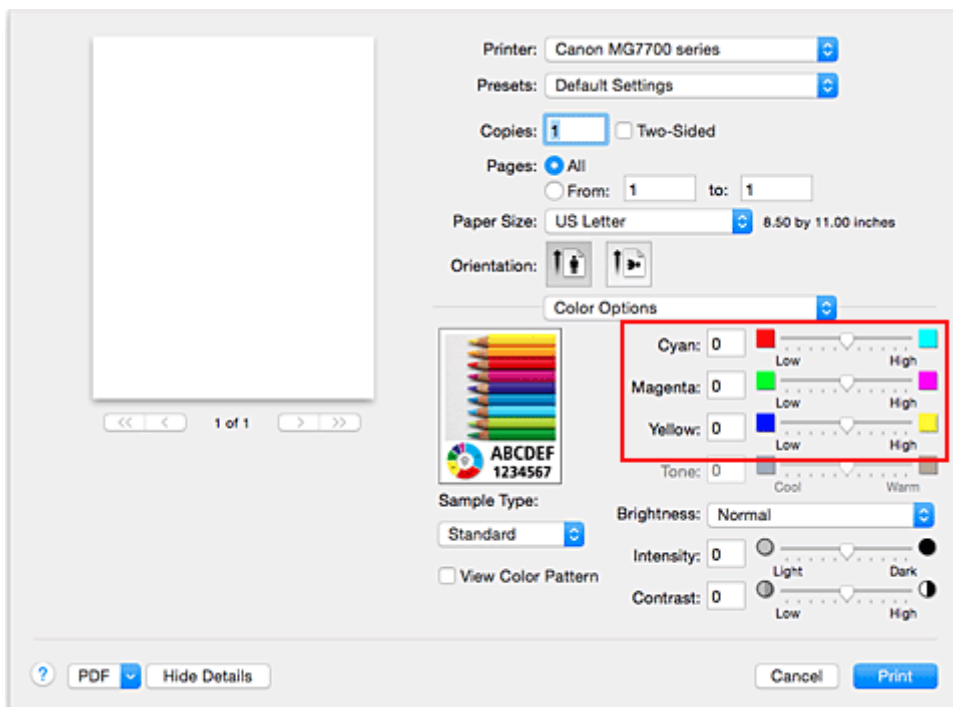 Printer: Canon MG7700 series
Presets: Default Settings
Copies: 1 Two-Sided
Pages: All
From: 1 to: 1
Paper Size: US Letter 8.50 by 11.00 inches
Orientation:
Color Options
Cyan: 0
Low High
Magenta: 0
Low High
Yellow: 0
Low High
Tone: 0
Cool Warm
ABCDEF
1234567
Sample Type:
Standard
View Color Pattern
Brightness: Normal
Intensity: 0
Light Dark
Contrast: 0
Low High
<< < 1 of 1 > >>
? PDF Hide Details Cancel Print